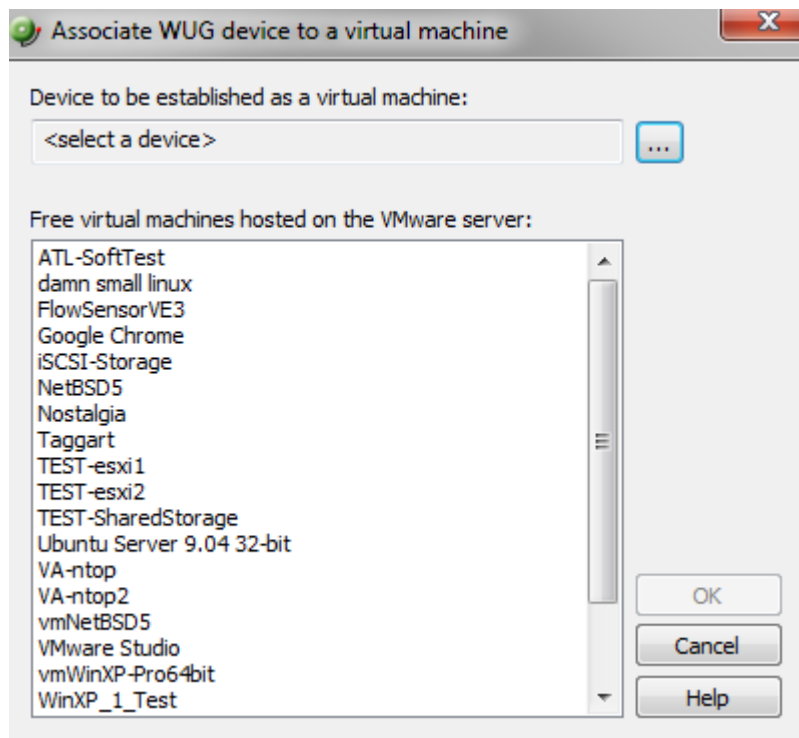 Associate WUG device to a virtual machine
Device to be established as a virtual machine:
<select a device>
...
Free virtual machines hosted on the VMware server:
ATL-SoftTest
damn small linux
FlowSensorVE3
Google Chrome
iSCSI-Storage
NetBSD5
Nostalgia
Taggart
TEST-esxi1
TEST-esxi2
TEST-SharedStorage
Ubuntu Server 9.04 32-bit
VA-ntop
VA-ntop2
vmNetBSD5
VMware Studio
vmWinXP-Pro64bit
WinXP_1_Test
OK
Cancel
Help